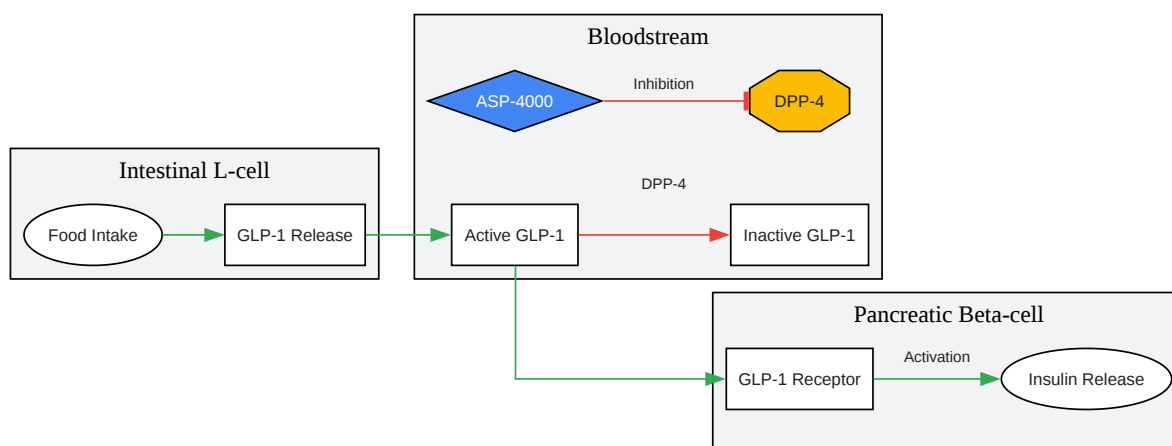 Bloodstream
ASP-4000
Inhibition
DPP-4
Intestinal L-cell
Food Intake
GLP-1 Release
Active GLP-1
DPP-4
Inactive GLP-1
Pancreatic Beta-cell
GLP-1 Receptor
Activation
Insulin Release